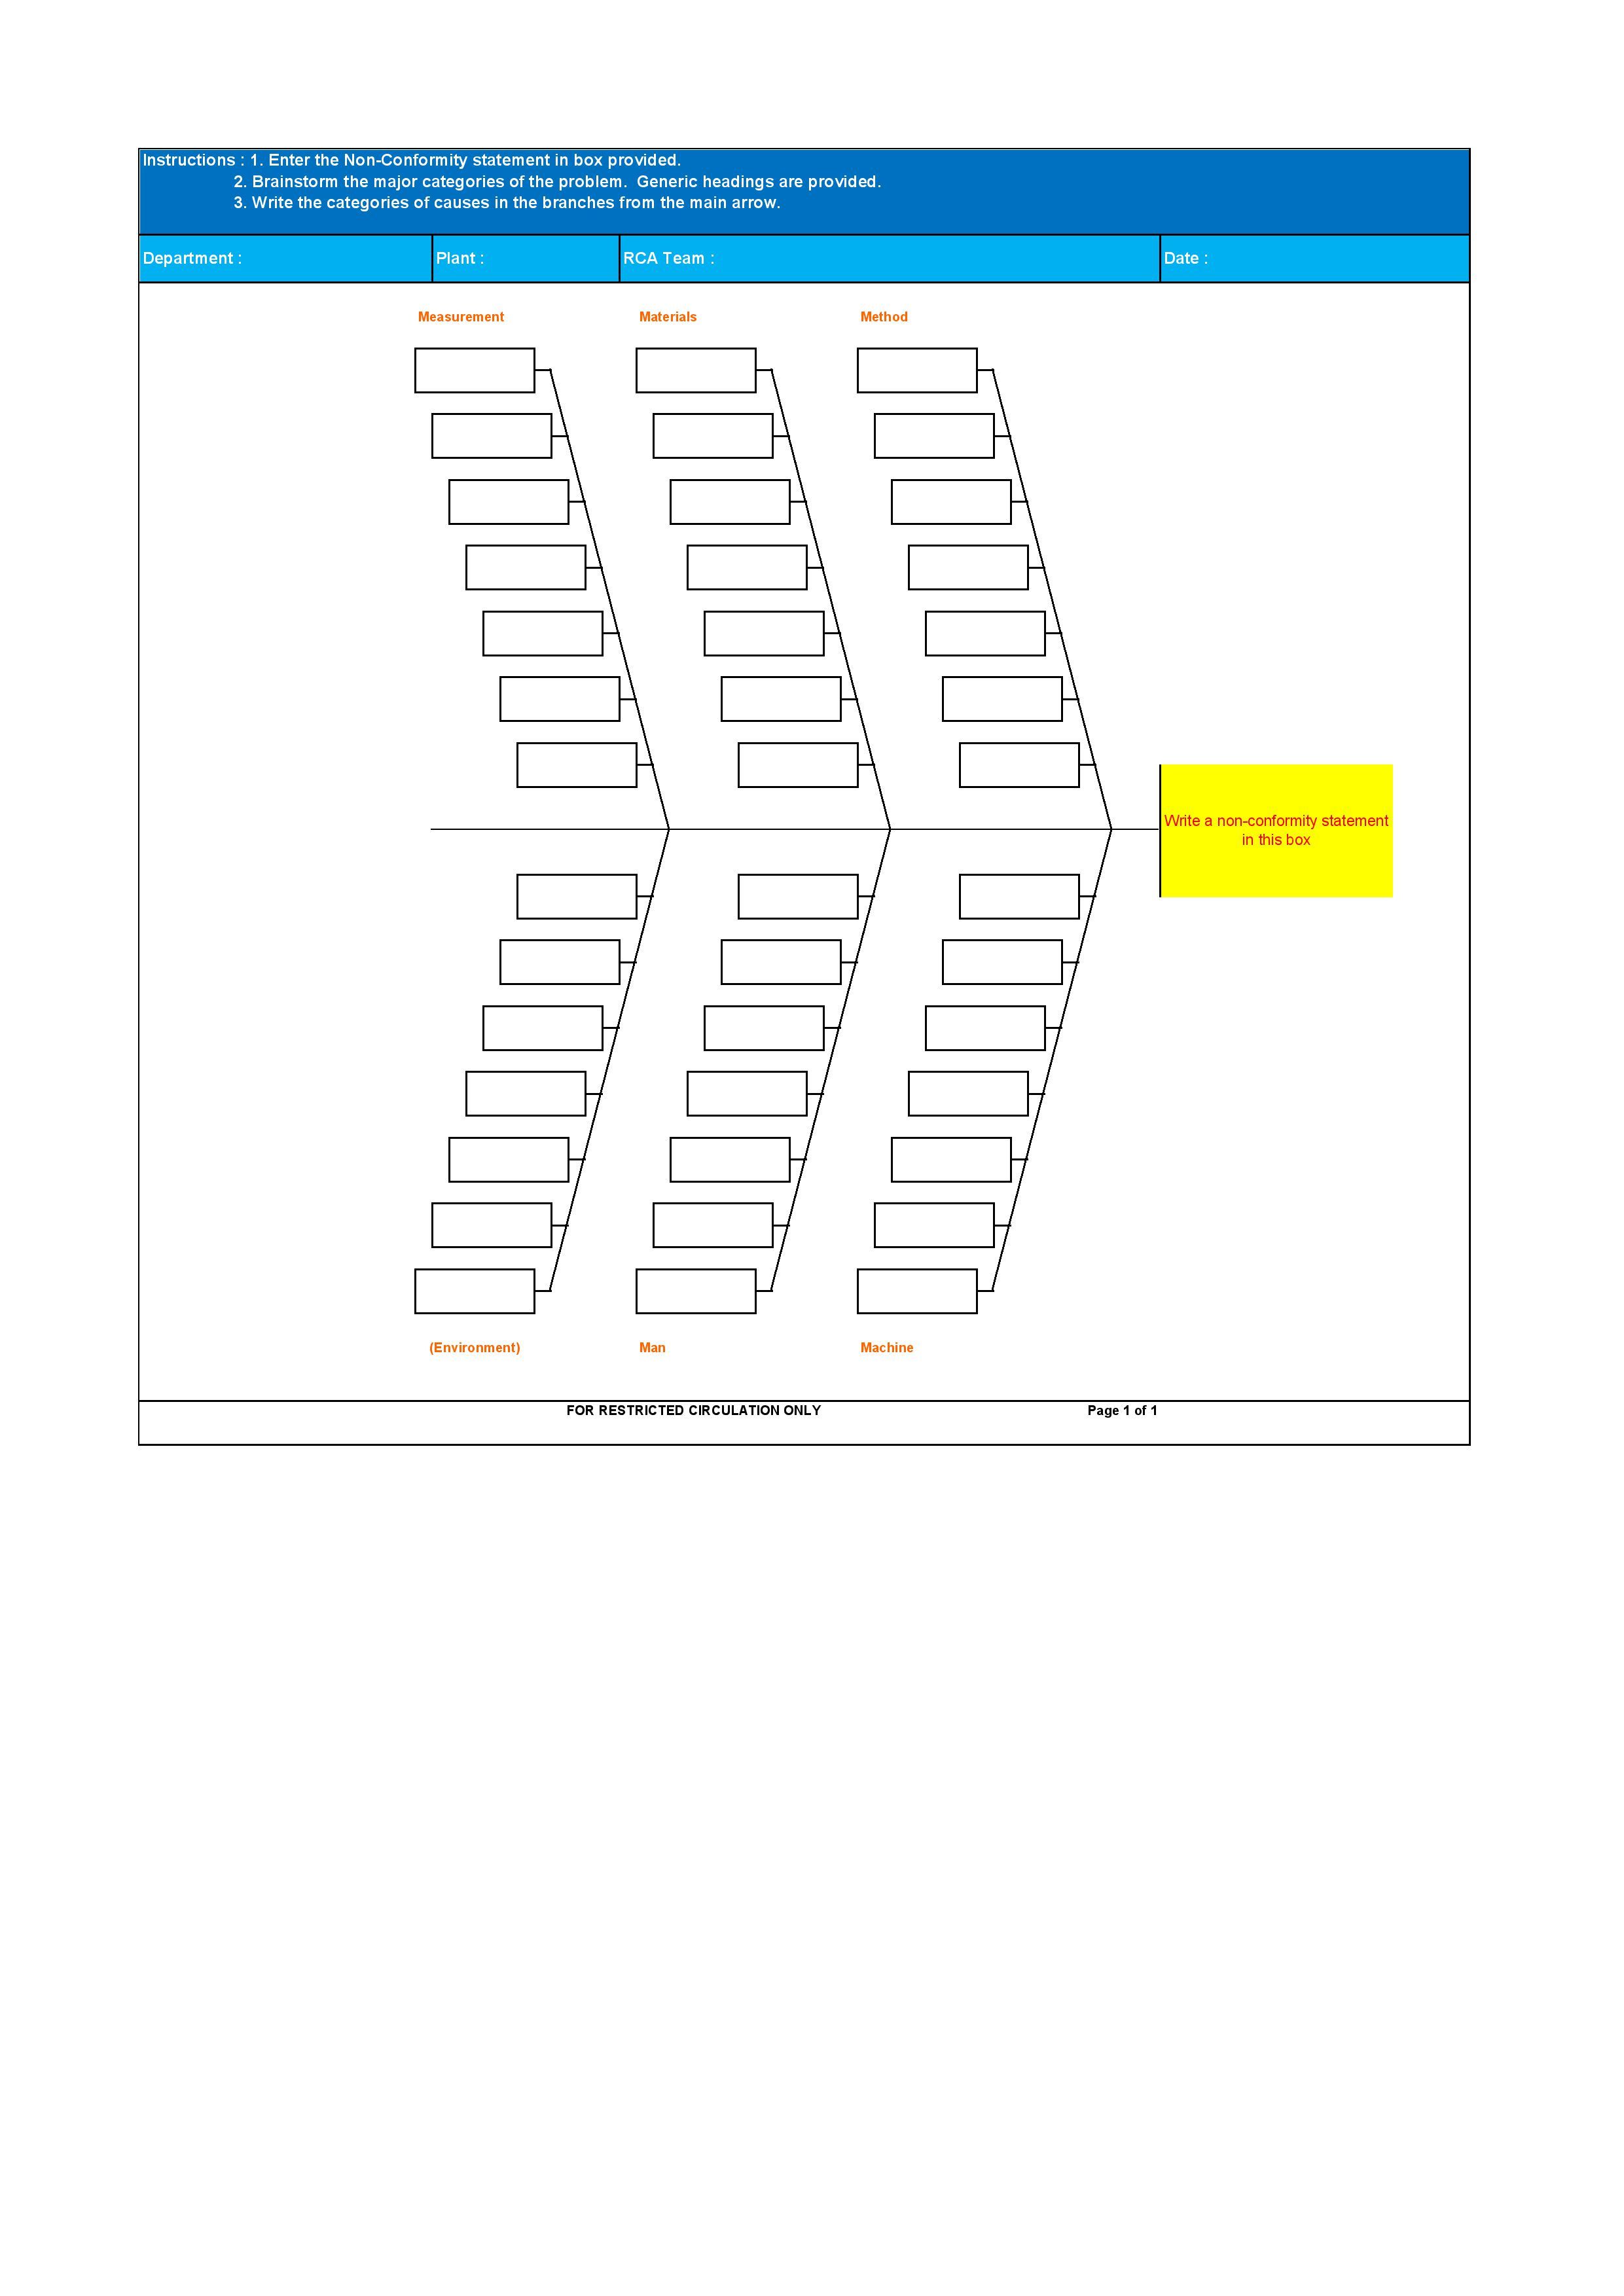 Instructions : 1. Enter the Non-Conformity statement in box provided.
2. Brainstorm the major categories of the problem.  Generic headings are provided.
3. Write the categories of causes in the branches from the main arrow.
Department :
Plant :
RCA Team :
Date :
Measurement
Materials
Method
Write a non-conformity statement
in this box
(Environment)
Man
Machine
FOR RESTRICTED CIRCULATION ONLY
Page 1 of 1